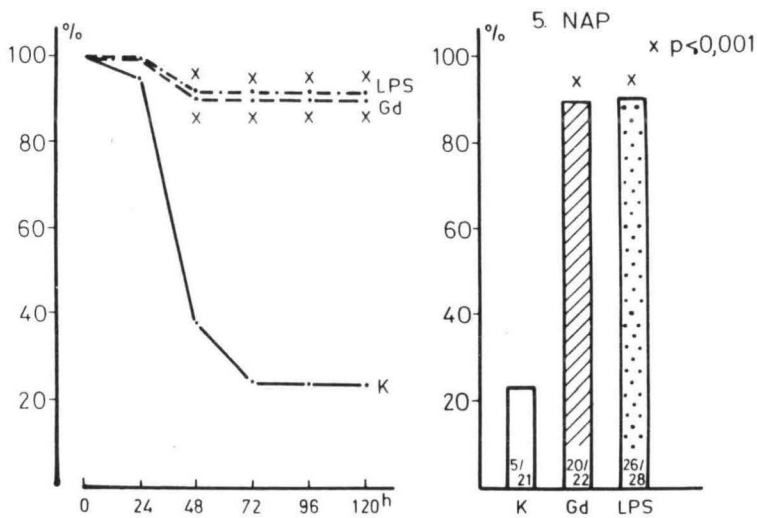 %
100
80
60
40
20
x x x x
LPS
Gd
x x x x
K
0 24 48 72 96 120h
5. NAP
x p≤0,001
%
100
80
60
40
20
x x
5/21 20/22 26/28
K Gd LPS